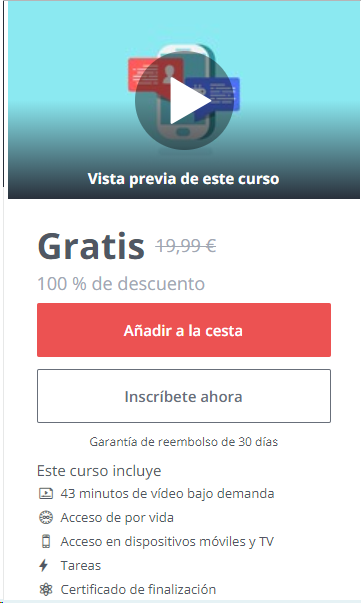 Vista previa de este curso
Gratis 19,99 €
100 % de descuento
Añadir a la cesta
Inscríbete ahora
Garantía de reembolso de 30 días
Este curso incluye
43 minutos de vídeo bajo demanda
Acceso de por vida
Acceso en dispositivos móviles y TV
Tareas
Certificado de finalización